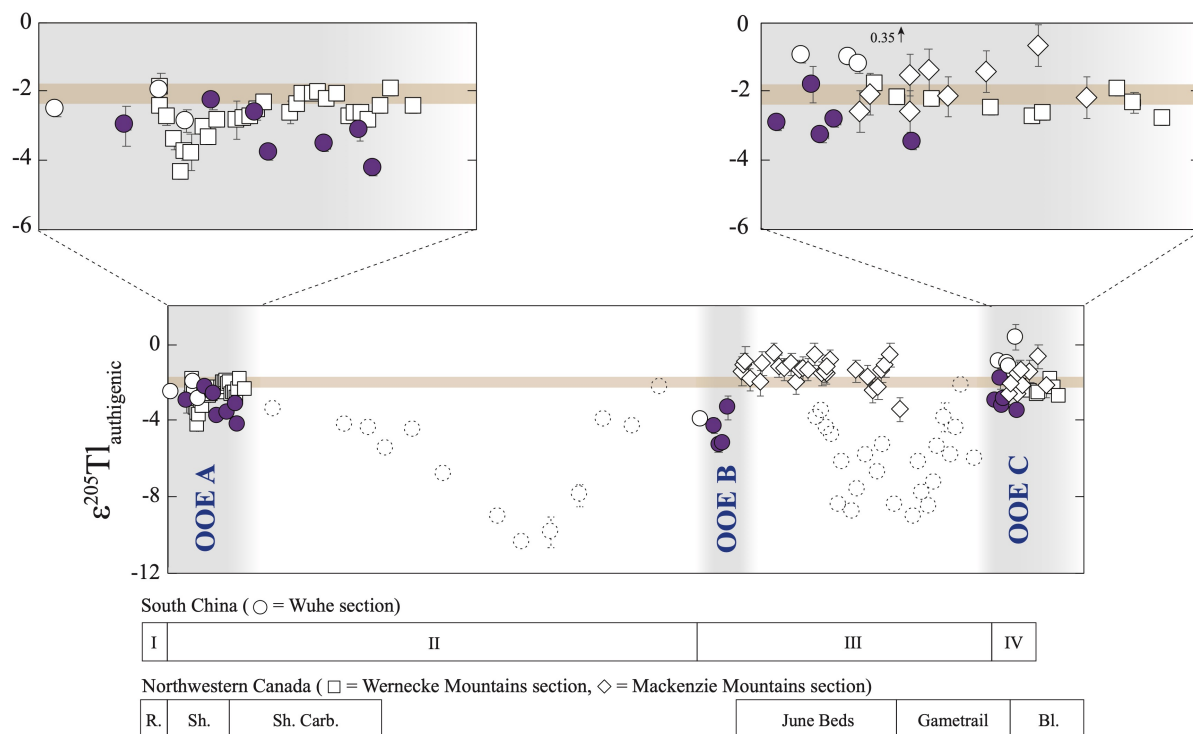 0
-2
-4
-6
0
-2
-4
-6
0.35
ε²⁰⁵Tl authigenic
0
-4
-8
-12
OOE A
OOE B
OOE C
South China ( ○ = Wuhe section)
I II III IV
Northwestern Canada ( □ = Wernecke Mountains section, ◇ = Mackenzie Mountains section)
R. Sh. Sh. Carb. June Beds Gametrail Bl.